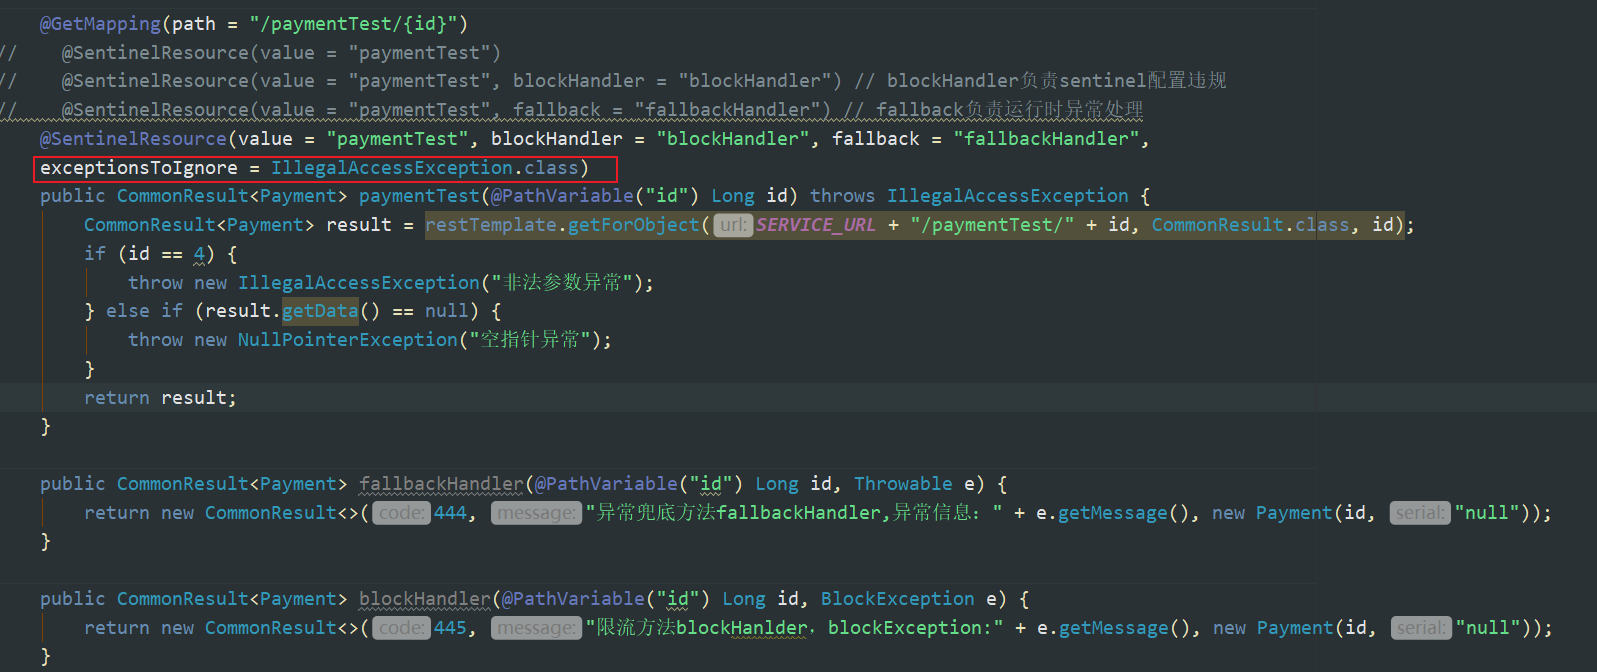 @GetMapping(path = "/paymentTest/{id}")
//    @SentinelResource(value = "paymentTest")
//    @SentinelResource(value = "paymentTest", blockHandler = "blockHandler") // blockHandler负责sentinel配置违规
//    @SentinelResource(value = "paymentTest", fallback = "fallbackHandler") // fallback负责运行时异常处理
@SentinelResource(value = "paymentTest", blockHandler = "blockHandler", fallback = "fallbackHandler",
exceptionsToIgnore = IllegalAccessException.class)
public CommonResult<Payment> paymentTest(@PathVariable("id") Long id) throws IllegalAccessException {
CommonResult<Payment> result = restTemplate.getForObject( url: SERVICE_URL + "/paymentTest/" + id, CommonResult.class, id);
if (id == 4) {
throw new IllegalAccessException("非法参数异常");
} else if (result.getData() == null) {
throw new NullPointerException("空指针异常");
}
return result;
}
public CommonResult<Payment> fallbackHandler(@PathVariable("id") Long id, Throwable e) {
return new CommonResult<>( code: 444, message: "异常兜底方法fallbackHandler,异常信息：" + e.getMessage(), new Payment(id, serial: "null"));
}
public CommonResult<Payment> blockHandler(@PathVariable("id") Long id, BlockException e) {
return new CommonResult<>( code: 445, message: "限流方法blockHanlder，blockException:" + e.getMessage(), new Payment(id, serial: "null"));
}